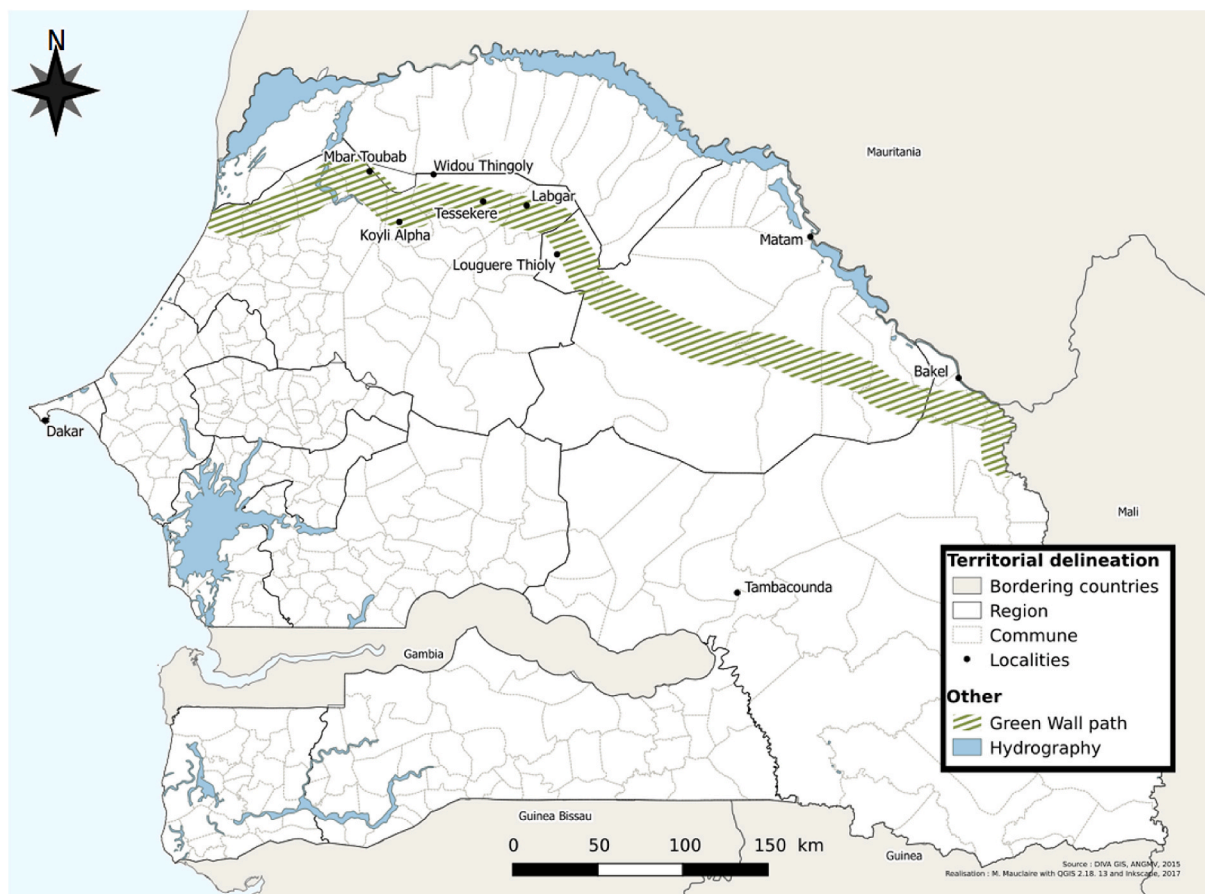 N
Mauritania
Mbar Toubab
Widou Thingoly
Labgar
Tessekere
Koyli Alpha
Matam
Louguere Thioly
Bakel
Dakar
Mali
Territorial delineation
Bordering countries
Region
Commune
Localities
Other
Green Wall path
Hydrography
Tambacounda
Gambia
Guinea Bissau
Guinea
0 50 100 150 km
Source : DIVA GIS, ANGMV, 2015
Realisation : M. Mauclaire with QGIS 2.18. 13 and Inkscape, 2017